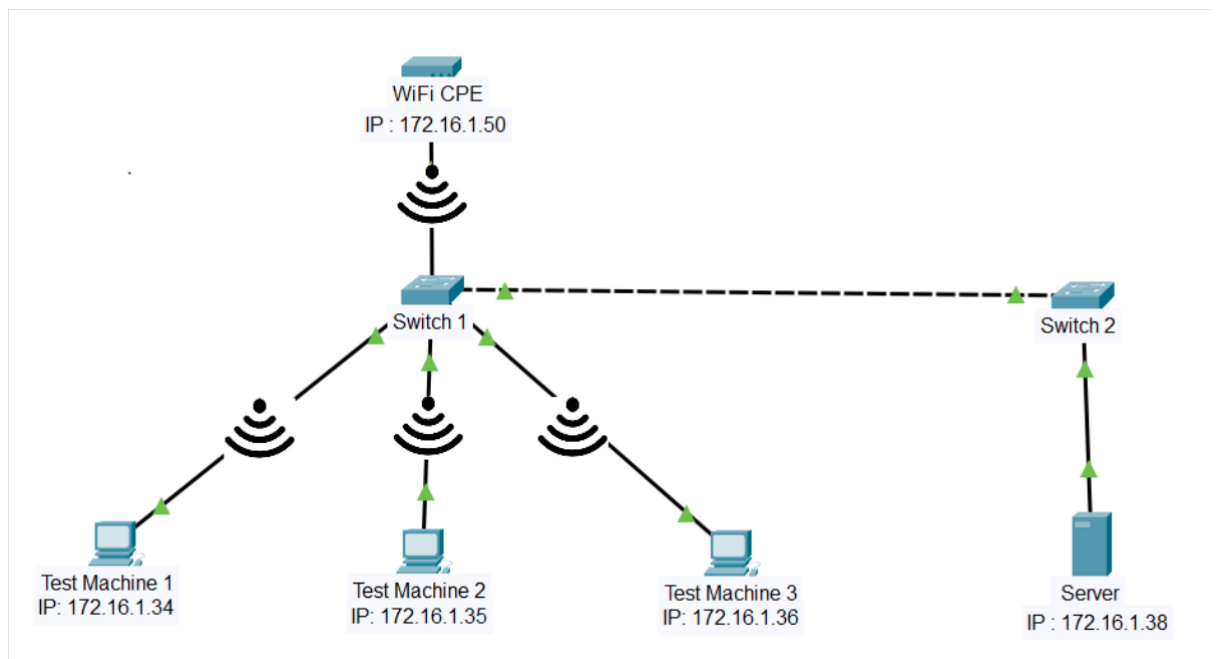 WiFi CPE
IP : 172.16.1.50
Switch 1
Switch 2
Test Machine 1
IP: 172.16.1.34
Test Machine 2
IP: 172.16.1.35
Test Machine 3
IP: 172.16.1.36
Server
IP : 172.16.1.38